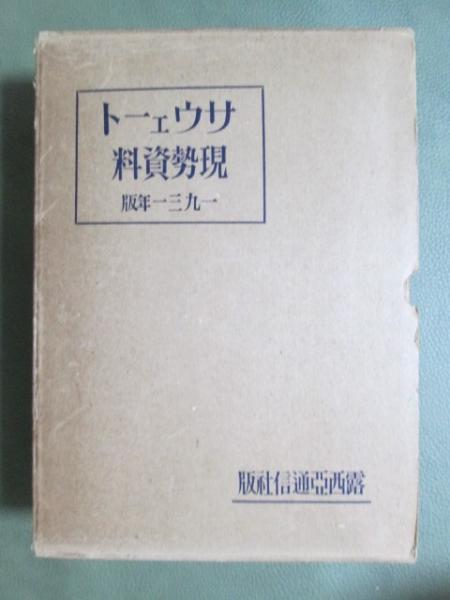 サウェート
現勢資料
一九三一年版
露西亞通信社版